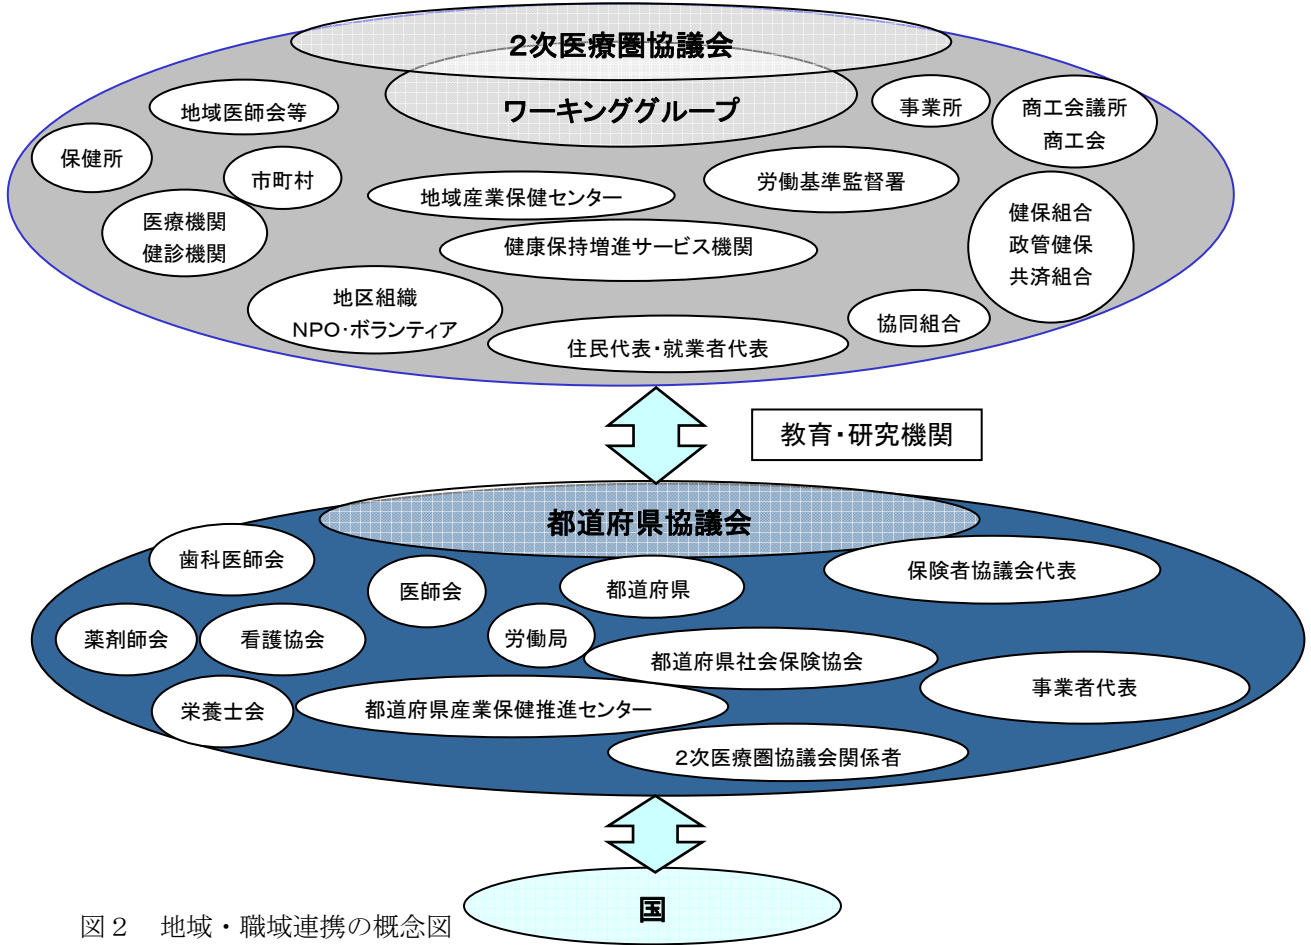 ２次医療圏協議会
ワーキンググループ
地域医師会等
事業所
商工会議所
商工会
保健所
市町村
労働基準監督署
地域産業保健センター
医療機関
健診機関
健康保持増進サービス機関
健保組合
政管健保
共済組合
地区組織
NPO・ボランティア
協同組合
住民代表・就業者代表
教育・研究機関
都道府県協議会
歯科医師会
医師会
都道府県
保険者協議会代表
薬剤師会
看護協会
労働局
都道府県社会保険協会
事業者代表
栄養士会
都道府県産業保健推進センター
２次医療圏協議会関係者
国
図２　地域・職域連携の概念図